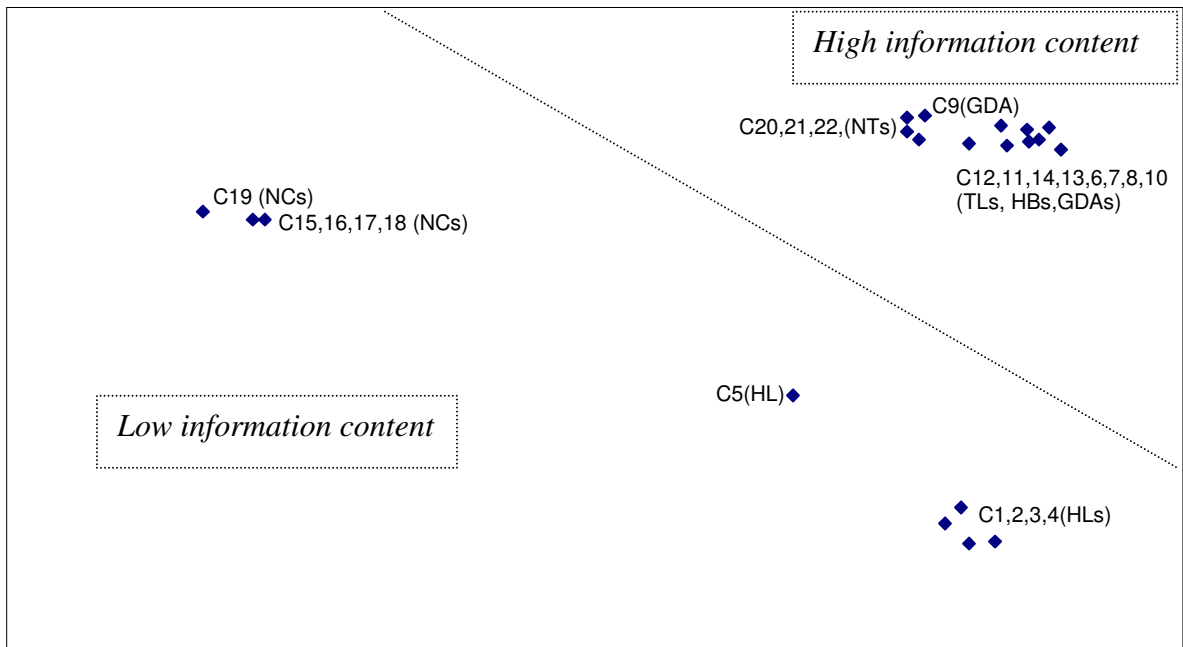 High information content
C9(GDA)
C20,21,22,(NTs)
C12,11,14,13,6,7,8,10
(TLs, HBs,GDAs)
C19 (NCs)
C15,16,17,18 (NCs)
C5(HL)
Low information content
C1,2,3,4(HLs)